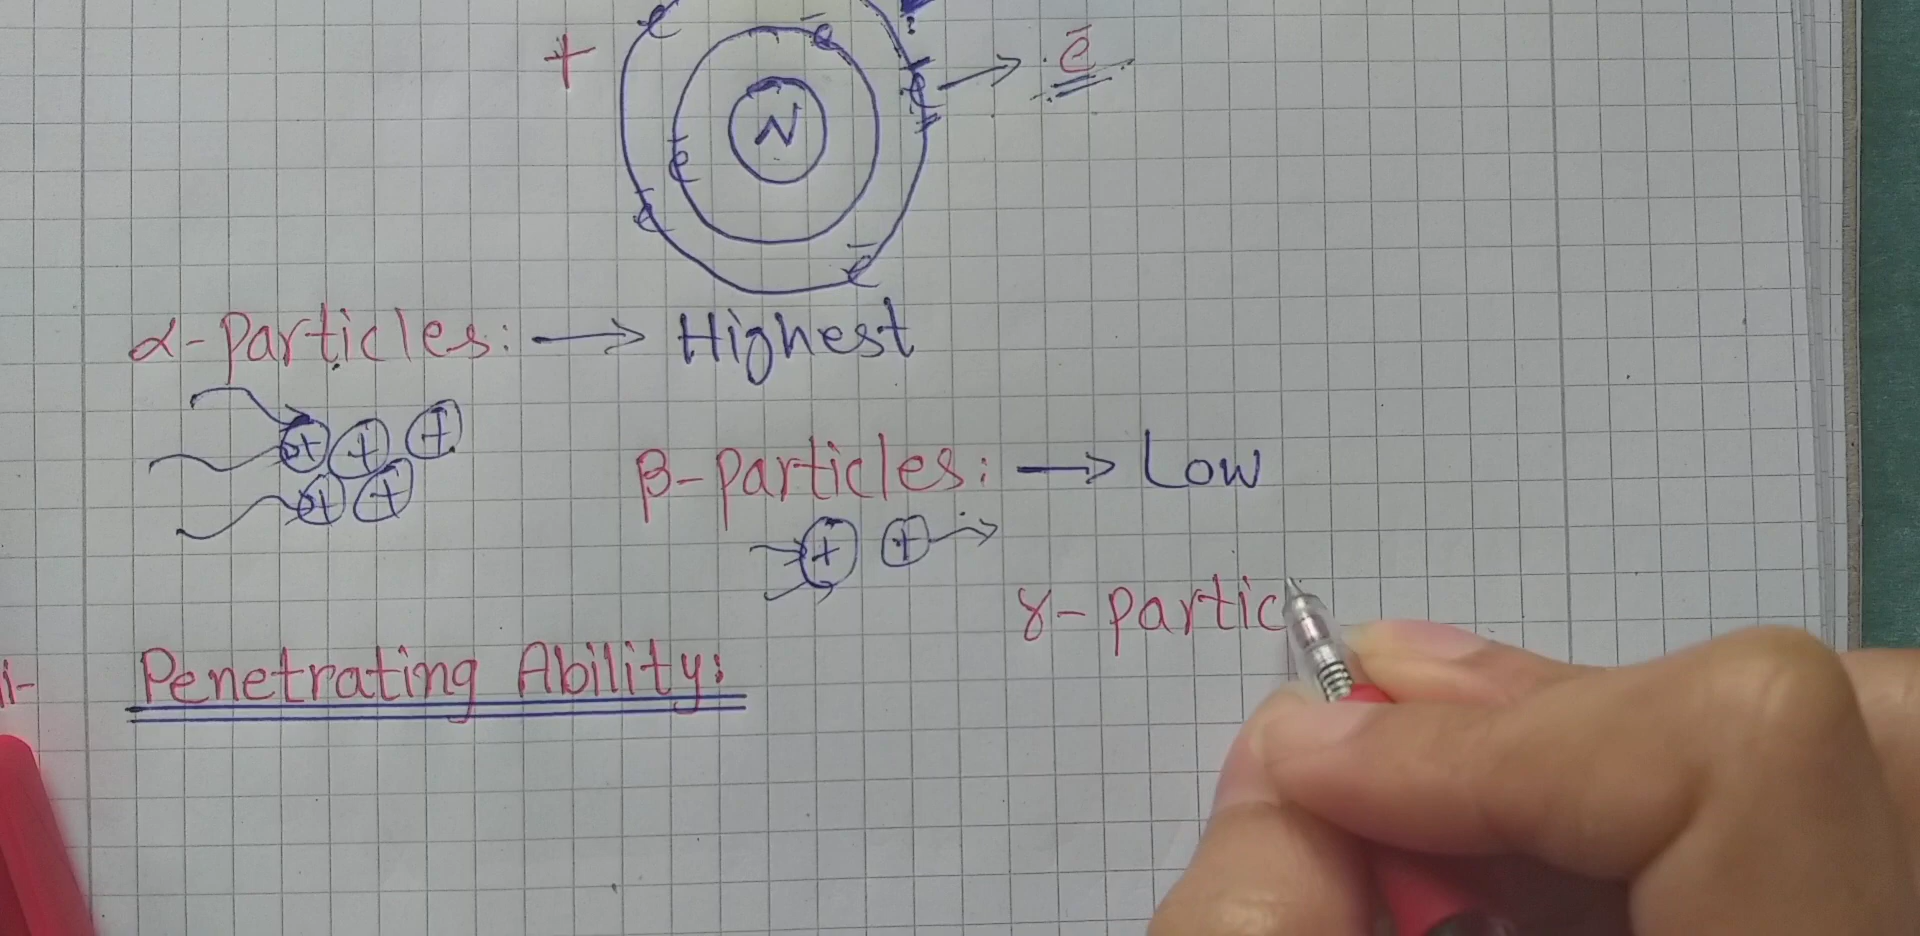 e
e̅
+
e̅
e̅
N
e̅
e̅
e̅
α-Particles: → Highest
+ + +
+ +
β-Particles: → Low
+ +
γ-Partic
i-
Penetrating Ability: